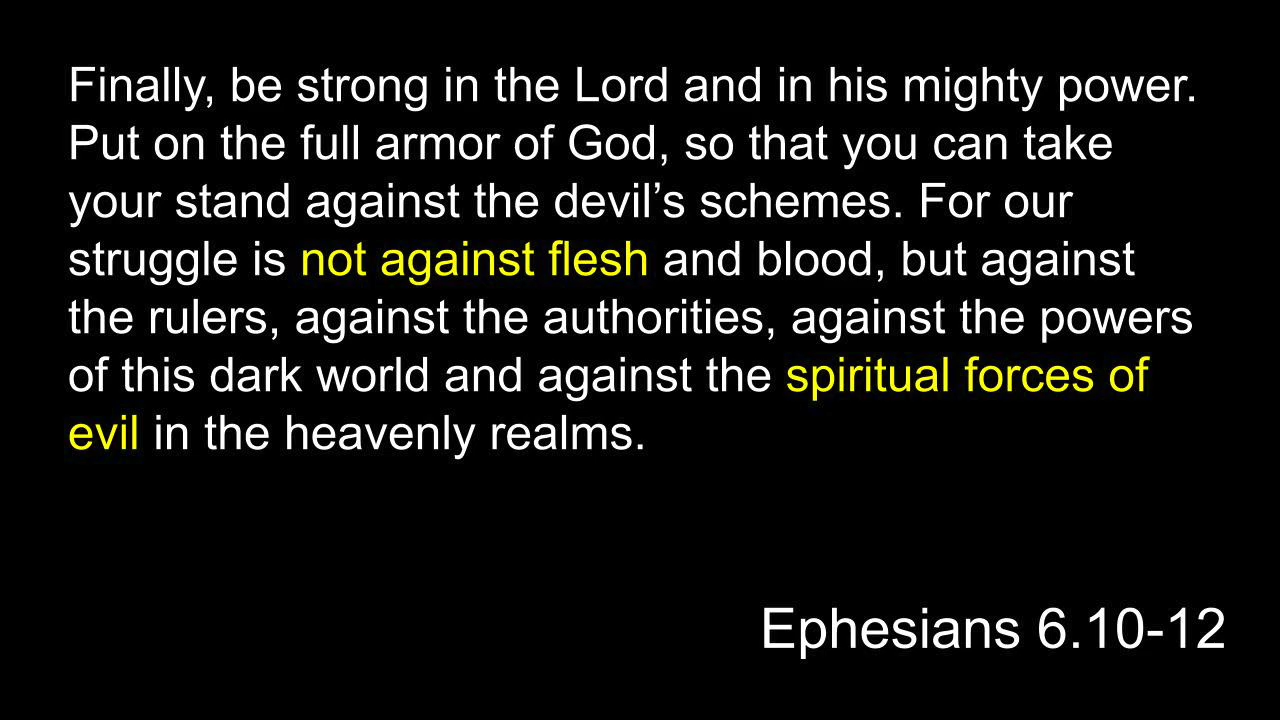 Finally, be strong in the Lord and in his mighty power.
Put on the full armor of God, so that you can take
your stand against the devil’s schemes. For our
struggle is not against flesh and blood, but against
the rulers, against the authorities, against the powers
of this dark world and against the spiritual forces of
evil in the heavenly realms.
Ephesians 6.10-12